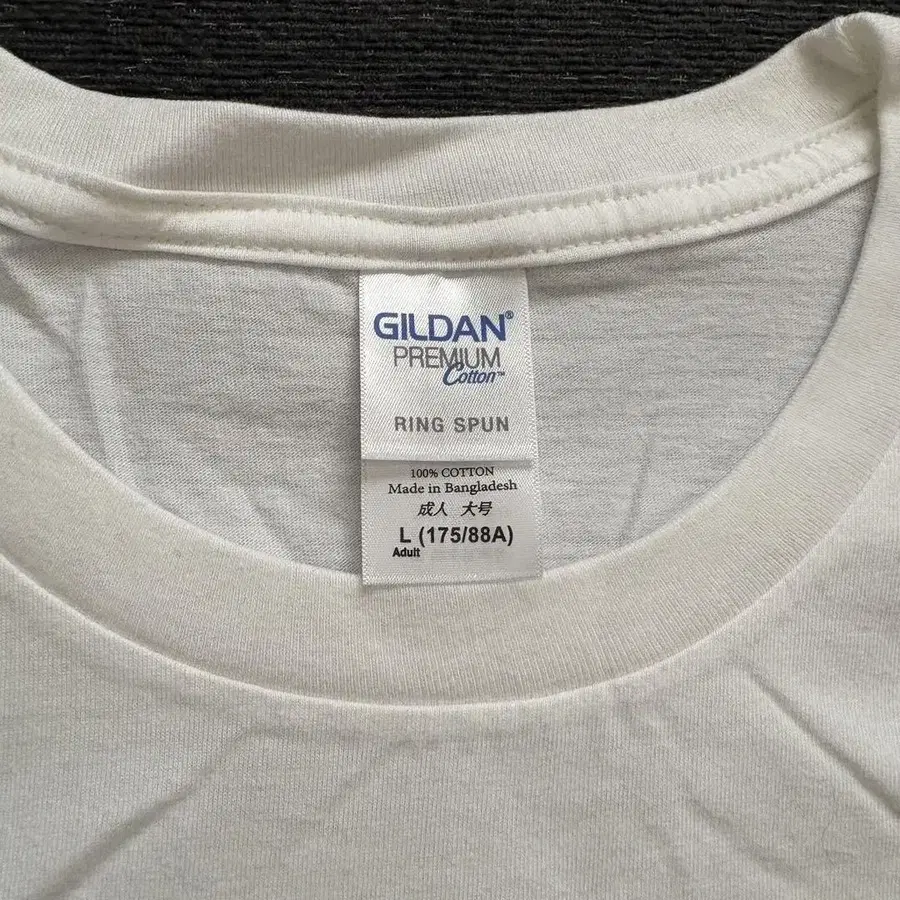 GILDAN®
PREMIUM
Cotton™
RING SPUN
100% COTTON
Made in Bangladesh
成人 大号
L (175/88A)
Adult